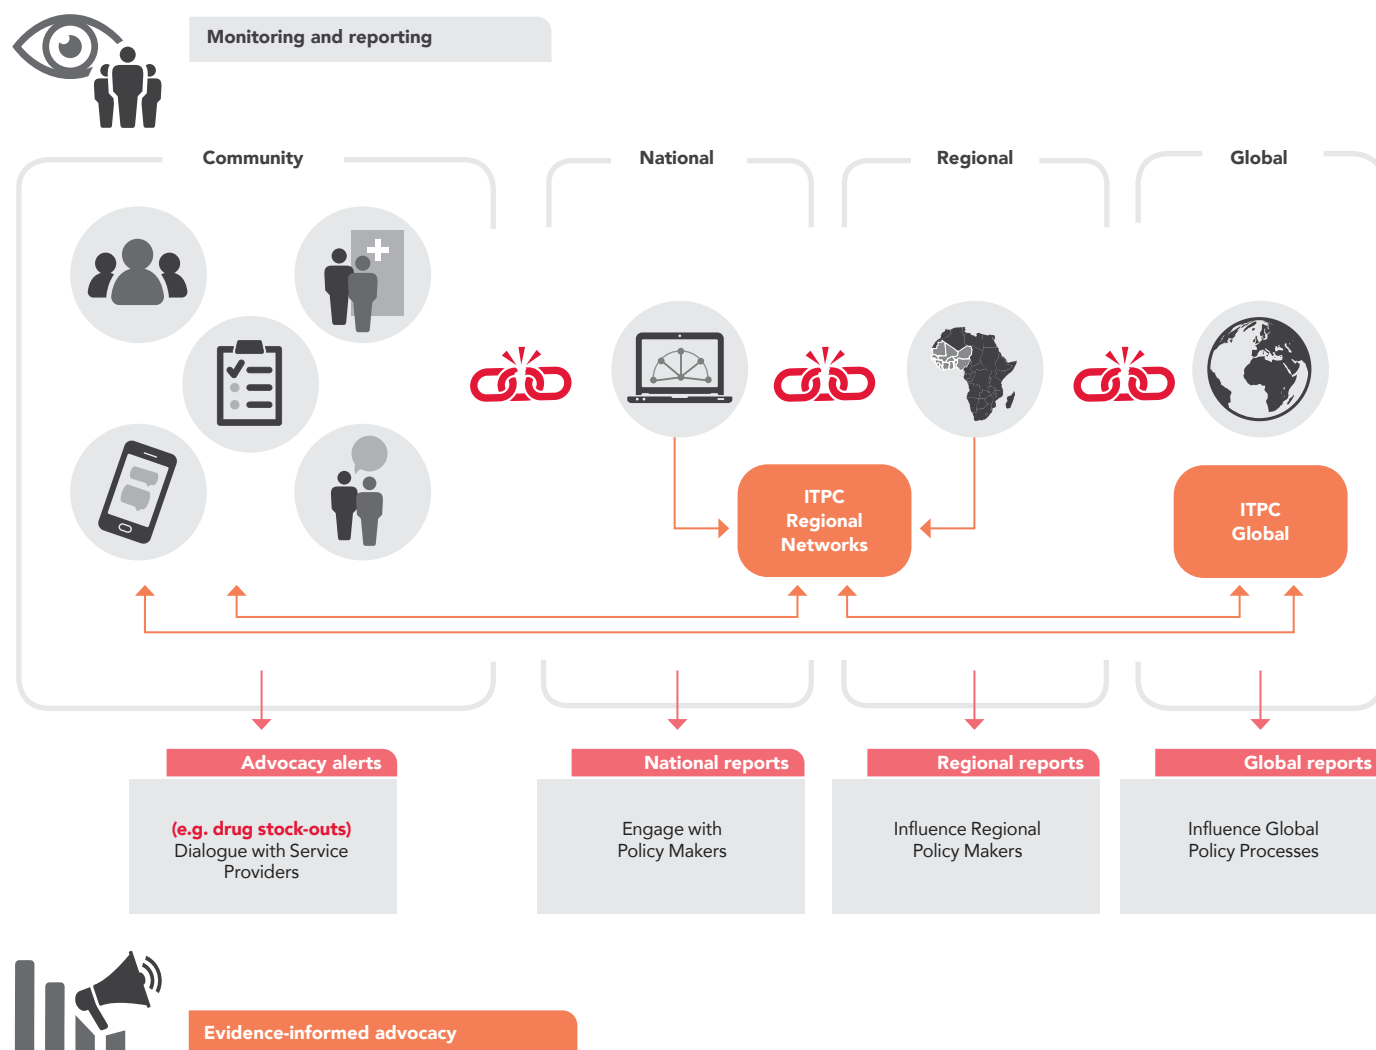 Monitoring and reporting
Community
National
Regional
Global
ITPC
Regional
Networks
ITPC
Global
Advocacy alerts
(e.g. drug stock-outs)
Dialogue with Service
Providers
National reports
Engage with
Policy Makers
Regional reports
Influence Regional
Policy Makers
Global reports
Influence Global
Policy Processes
Evidence-informed advocacy